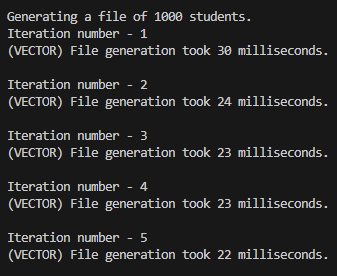 Generating a file of 1000 students.
Iteration number - 1
(VECTOR) File generation took 30 milliseconds.
Iteration number - 2
(VECTOR) File generation took 24 milliseconds.
Iteration number - 3
(VECTOR) File generation took 23 milliseconds.
Iteration number - 4
(VECTOR) File generation took 23 milliseconds.
Iteration number - 5
(VECTOR) File generation took 22 milliseconds.